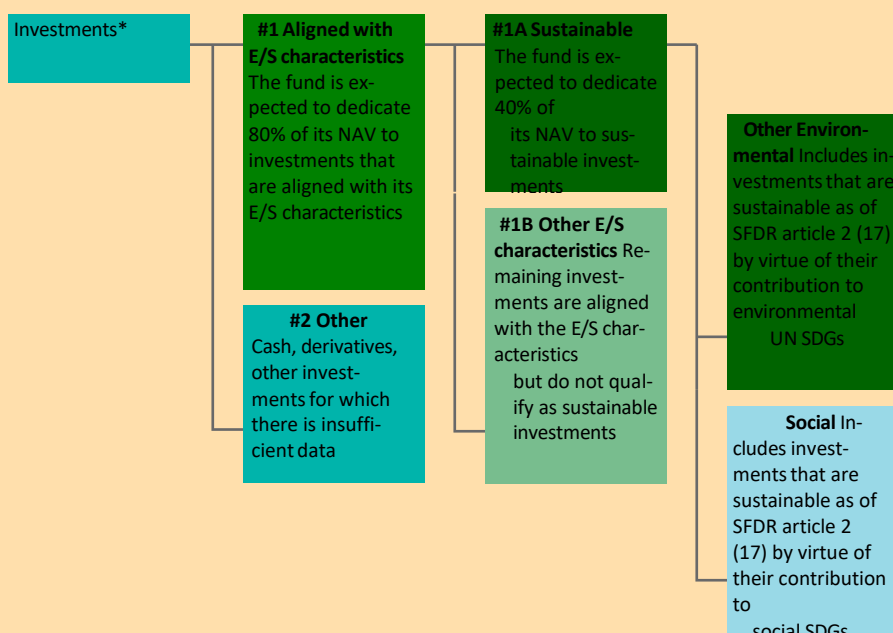 Investments*
#1 Aligned with
E/S characteristics
The fund is ex-
pected to dedicate
80% of its NAV to
investments that
are aligned with its
E/S characteristics
#2 Other
Cash, derivatives,
other invest-
ments for which
there is insuffi-
cient data
#1A Sustainable
The fund is ex-
pected to dedicate
40% of
its NAV to sus-
tainable invest-
ments
#1B Other E/S
characteristics Re-
maining invest-
ments are aligned
with the E/S char-
acteristics
but do not qual-
ify as sustainable
investments
Other Environ-
mental Includes in-
vestments that are
sustainable as of
SFDR article 2 (17)
by virtue of their
contribution to
environmental
UN SDGs
Social In-
cludes invest-
ments that are
sustainable as of
SFDR article 2
(17) by virtue of
their contribution
to
social SDGs